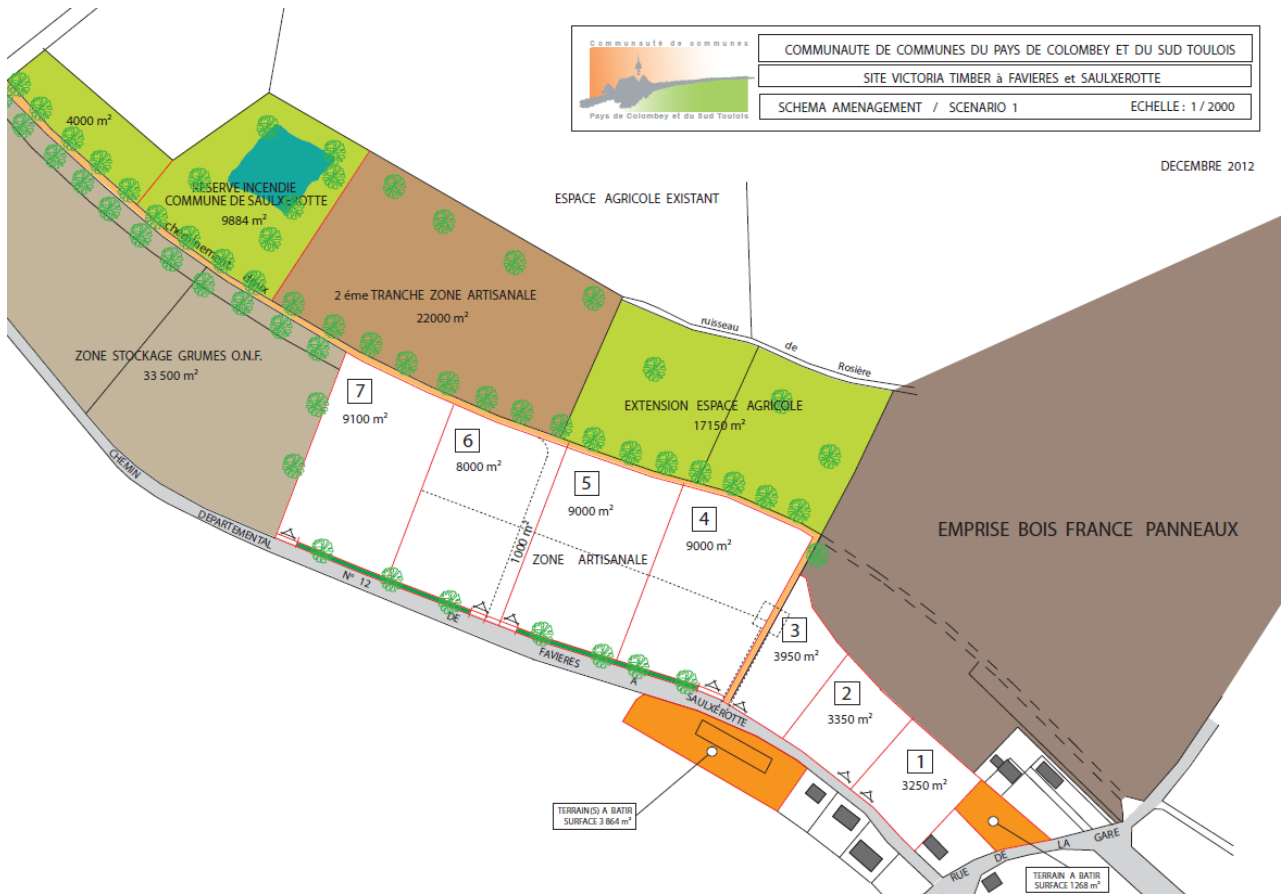 Communauté de communes
Pays de Colombey et du Sud Toulois
COMMUNAUTE DE COMMUNES DU PAYS DE COLOMBEY ET DU SUD TOULOIS
SITE VICTORIA TIMBER à FAVIERES et SAULXEROTTE
SCHEMA AMENAGEMENT / SCENARIO 1 ECHELLE : 1 / 2000
DECEMBRE 2012
4000 m²
RESERVE INCENDIE
COMMUNE DE SAULXEROTTE
9884 m²
cheminement doux
ESPACE AGRICOLE EXISTANT
2 éme TRANCHE ZONE ARTISANALE
22000 m²
ruisseau de Rosière
ZONE STOCKAGE GRUMES O.N.F.
33 500 m²
EXTENSION ESPACE AGRICOLE
17150 m²
7
9100 m²
6
8000 m²
5
9000 m²
4
9000 m²
1000 m²
ZONE ARTISANALE
EMPRISE BOIS FRANCE PANNEAUX
3
3950 m²
2
3350 m²
1
3250 m²
CHEMIN DEPARTEMENTAL N° 12 DE FAVIERES A SAULXEROTTE
TERRAIN(S) A BATIR
SURFACE 3 864 m²
RUE DE LA GARE
TERRAIN A BATIR
SURFACE 1268 m²